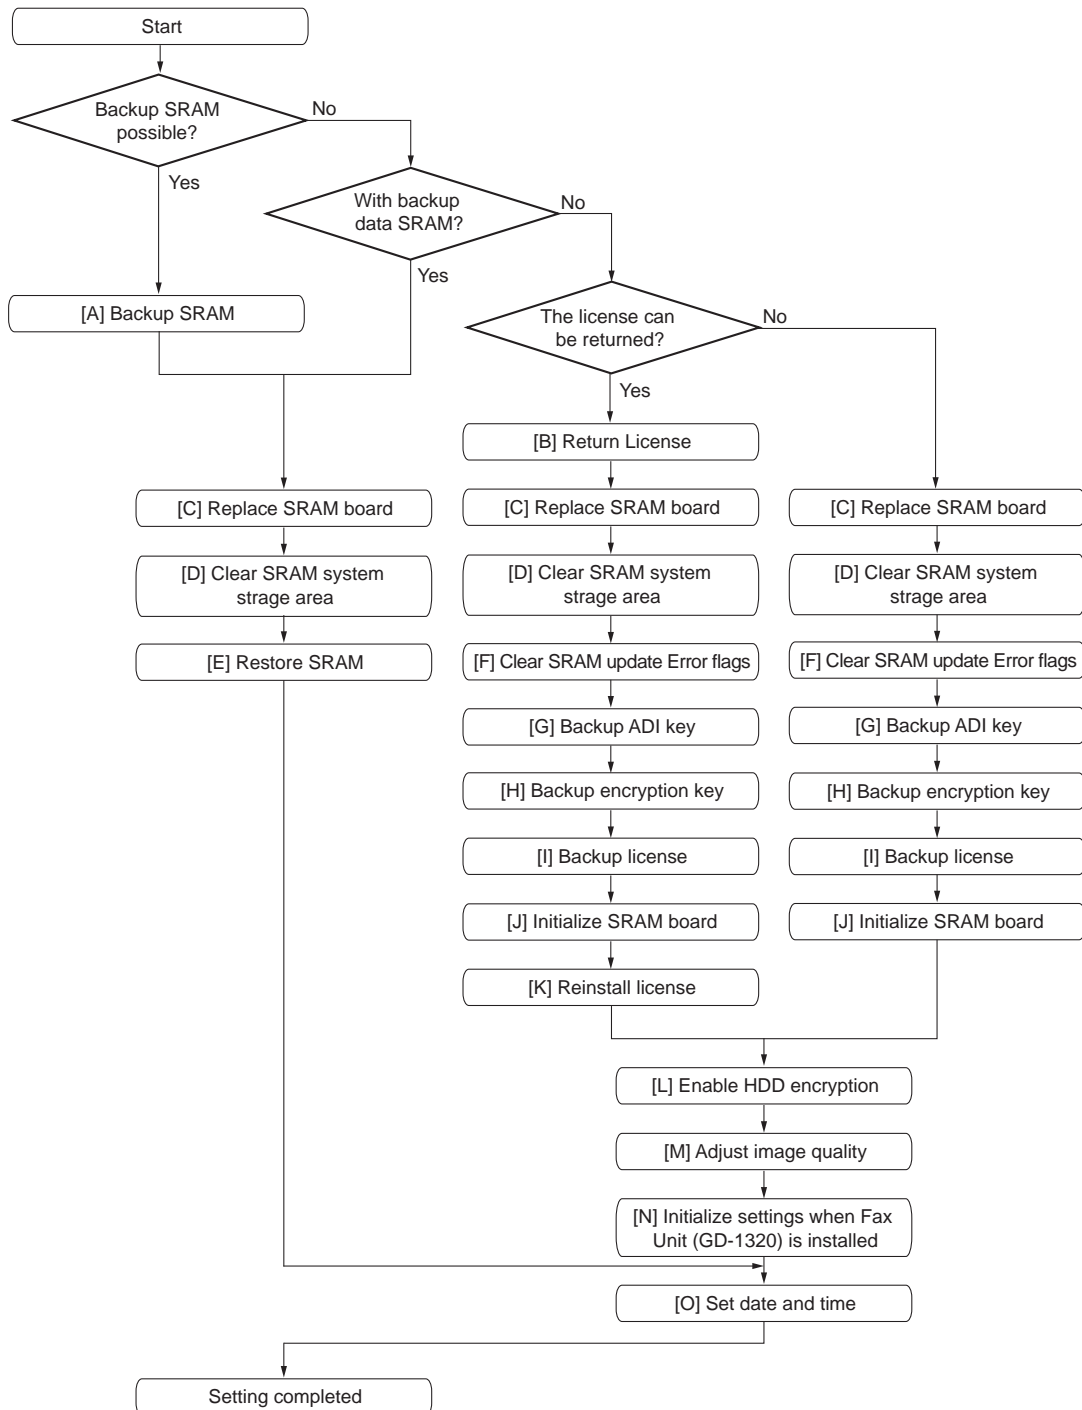 Start
Backup SRAM
possible?
No
Yes
With backup
data SRAM?
No
Yes
[A] Backup SRAM
The license can
be returned?
No
Yes
[B] Return License
[C] Replace SRAM board
[C] Replace SRAM board
[C] Replace SRAM board
[D] Clear SRAM system
strage area
[D] Clear SRAM system
strage area
[D] Clear SRAM system
strage area
[E] Restore SRAM
[F] Clear SRAM update Error flags
[F] Clear SRAM update Error flags
[G] Backup ADI key
[G] Backup ADI key
[H] Backup encryption key
[H] Backup encryption key
[I] Backup license
[I] Backup license
[J] Initialize SRAM board
[J] Initialize SRAM board
[K] Reinstall license
[L] Enable HDD encryption
[M] Adjust image quality
[N] Initialize settings when Fax
Unit (GD-1320) is installed
[O] Set date and time
Setting completed